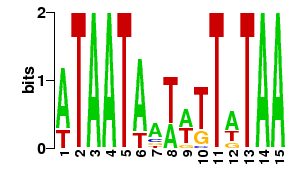 2
bits
1
0
A T A A T A A T A T T A T A A
T T C A T G T G
G
1 2 3 4 5 6 7 8 9 10 11 12 13 14 15